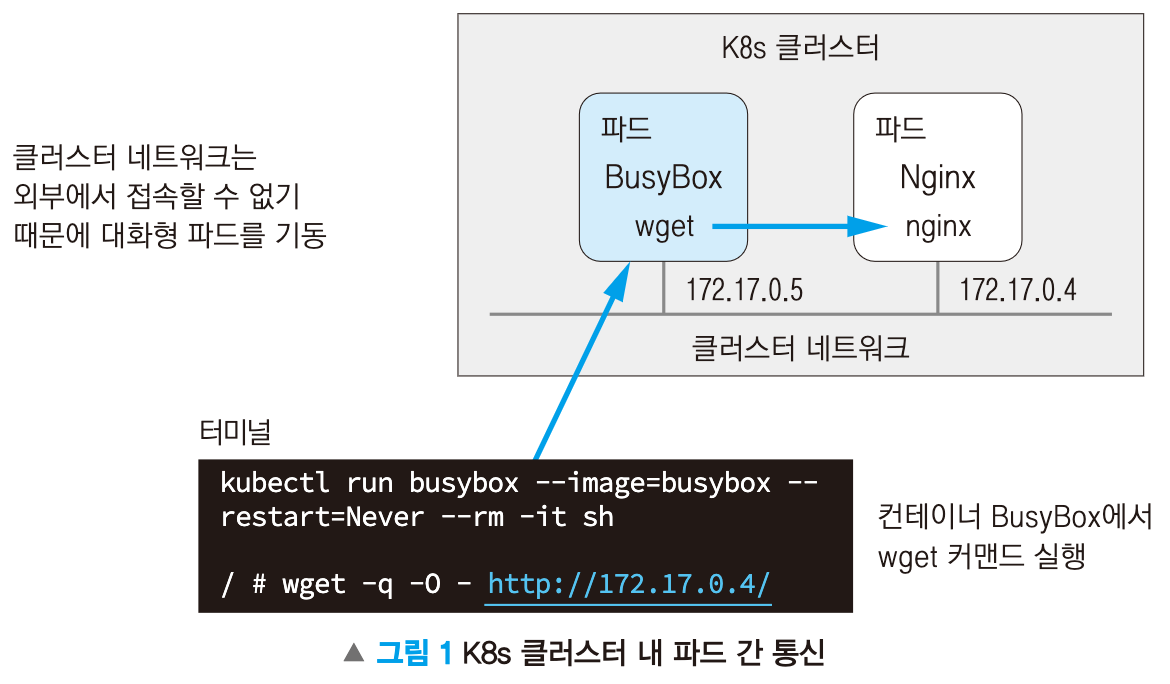 K8s 클러스터
파드
BusyBox
wget
파드
Nginx
nginx
172.17.0.5
172.17.0.4
클러스터 네트워크
클러스터 네트워크는
외부에서 접속할 수 없기
때문에 대화형 파드를 기동
터미널
kubectl run busybox --image=busybox --
restart=Never --rm -it sh
/ # wget -q -O - http://172.17.0.4/
컨테이너 BusyBox에서
wget 커맨드 실행
▲ 그림 1 K8s 클러스터 내 파드 간 통신